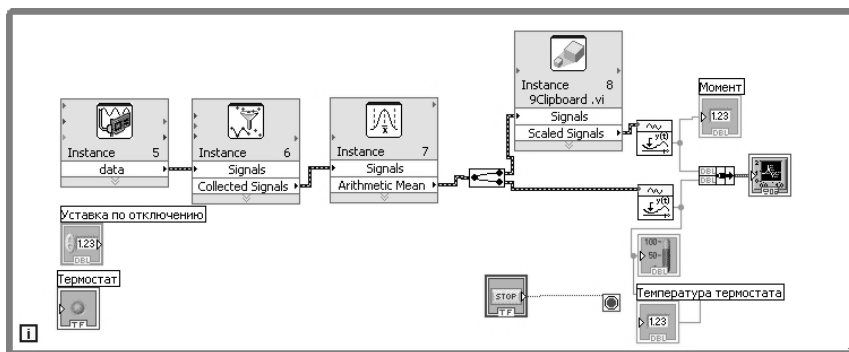 Instance 5
data
Instance 6
Signals
Collected Signals
Instance 7
Signals
Arithmetic Mean
Instance 8
9Clipboard .vi
Signals
Scaled Signals
y(t)
y(t)
Момент
1.23
DBL
DBL
DBL
Уставка по отключению
1.23
DBL
Термостат
TF
STOP
TF
100
50
DBL
Температура термостата
1.23
DBL
i